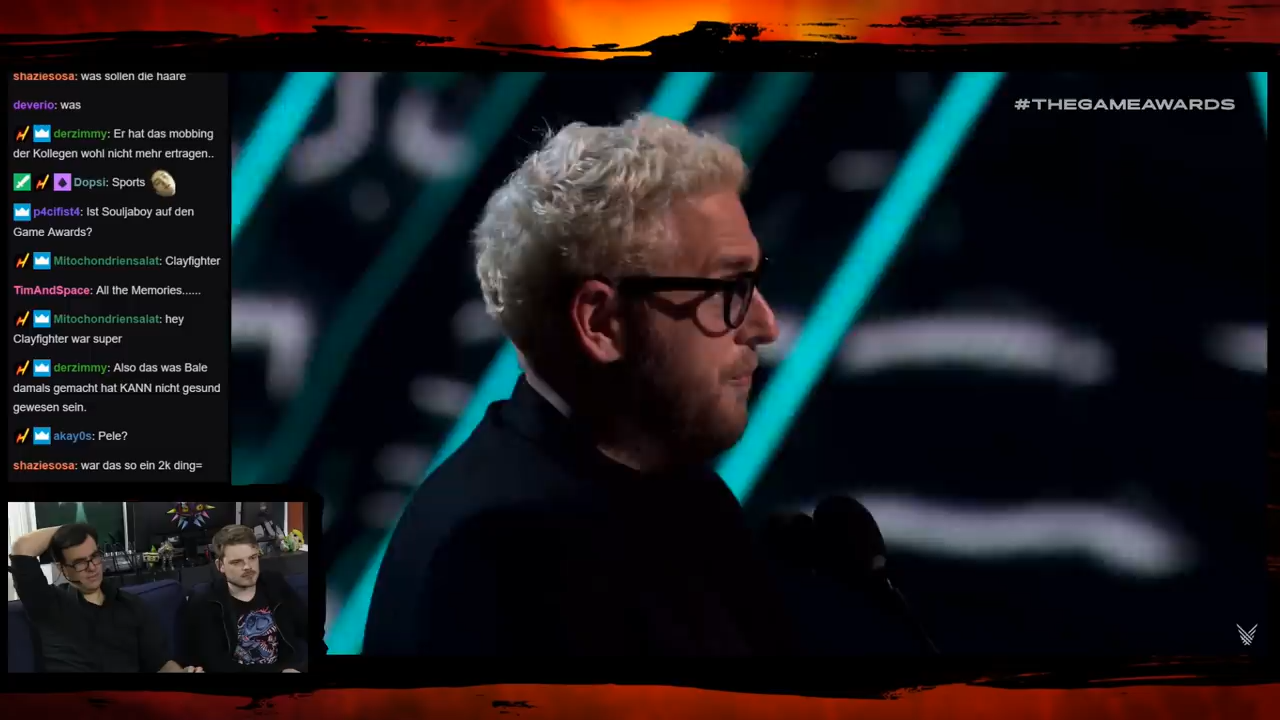 shaziesosa: was sollen die haare
deverio: was
derzimmy: Er hat das mobbing
der Kollegen wohl nicht mehr ertragen..
Dopsi: Sports
p4cifist4: Ist Souljaboy auf den
Game Awards?
Mitochondriensalat: Clayfighter
TimAndSpace: All the Memories......
Mitochondriensalat: hey
Clayfighter war super
derzimmy: Also das was Bale
damals gemacht hat KANN nicht gesund
gewesen sein.
akay0s: Pele?
shaziesosa: war das so ein 2k ding=
#THEGAMEAWARDS